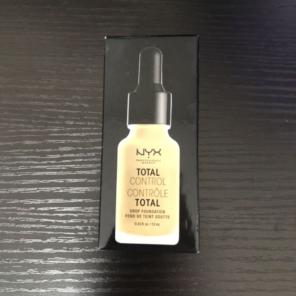 NYX
PROFESSIONAL MAKEUP
TOTAL
CONTROL
CONTRÔLE
TOTAL
DROP FOUNDATION
FOND DE TEINT GOUTTE